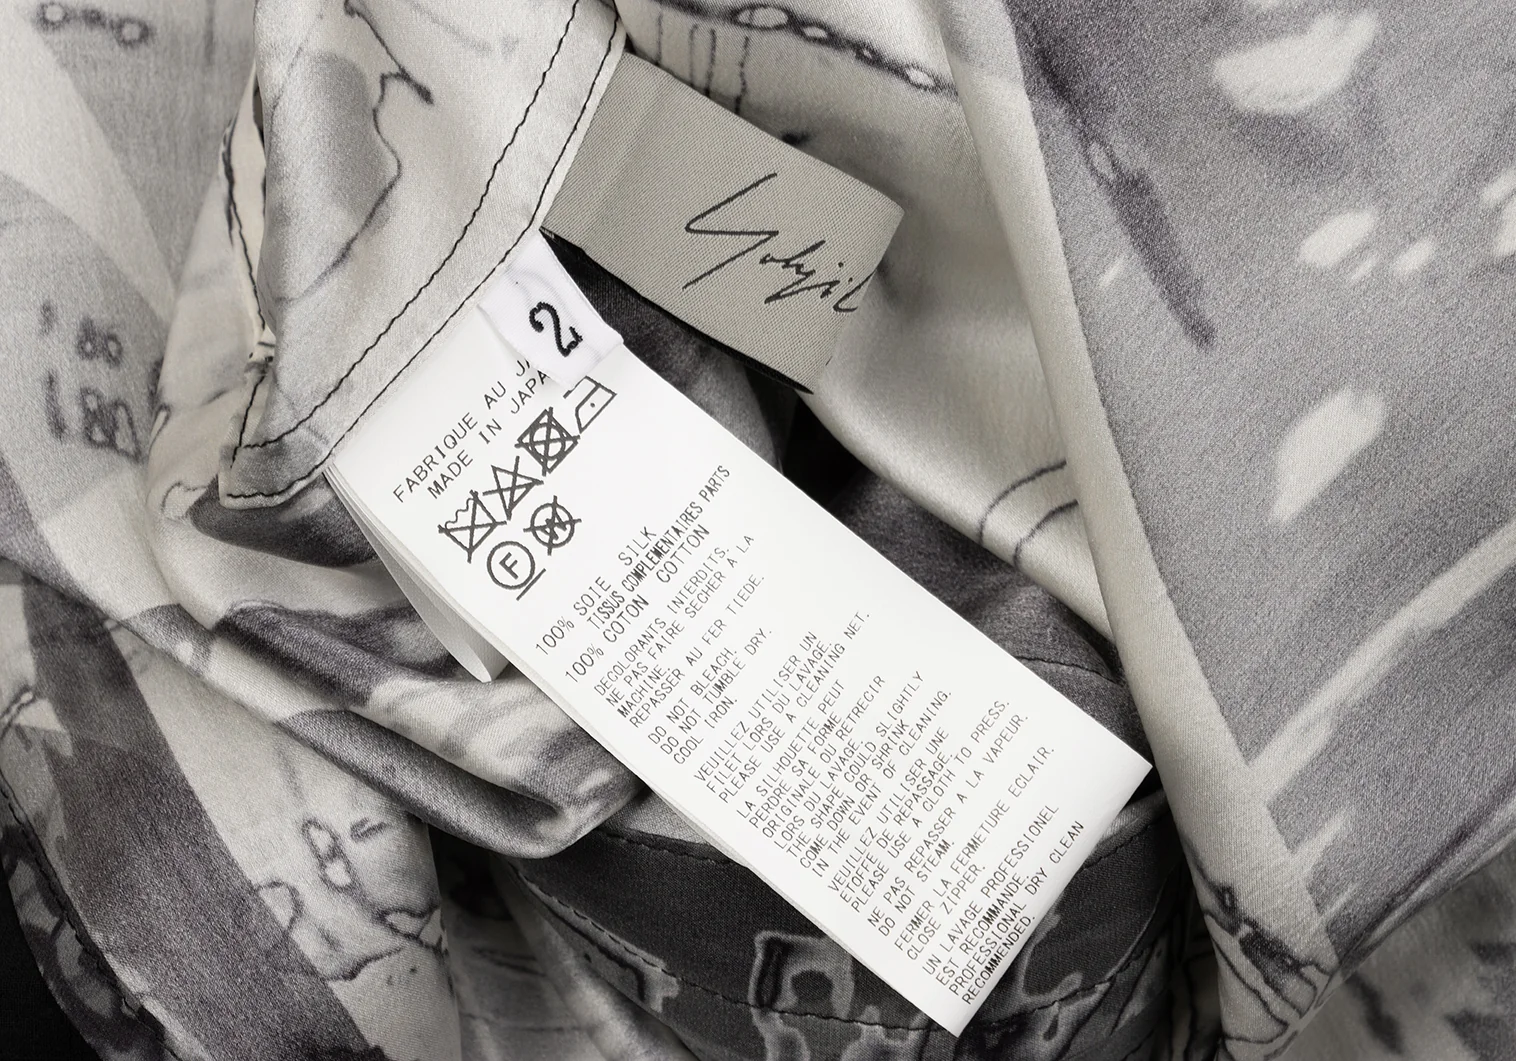 2
FABRIQUE AU
MADE IN
F
W
100% SOIE SILK
TISSUS COMPLEMENTAIRES PARTS
100% COTON COTTON
DECOLORANTS INTERDITS.
NE PAS FAIRE SECHER A LA
MACHINE.
REPASSER AU FER TIEDE.
DO NOT BLEACH.
DO NOT TUMBLE DRY.
COOL IRON.
VEUILLEZ UTILISER UN
FILET LORS DU LAVAGE.
PLEASE USE A CLEANING NET.
LA SILHOUETTE PEUT
PERDRE SA FORME
ORIGINALE OU RETRECIR
LORS DU LAVAGE.
THE SHAPE COULD SLIGHTLY
COME DOWN OR SHRINK
IN THE EVENT OF CLEANING.
VEUILLEZ UTILISER UNE
ETOFFE DE REPASSAGE.
PLEASE USE A CLOTH TO PRESS.
NE PAS REPASSER A LA VAPEUR.
DO NOT STEAM.
FERMER LA FERMETURE ECLAIR.
CLOSE ZIPPER.
UN LAVAGE PROFESSIONEL
EST RECOMMANDE.
PROFESSIONAL DRY CLEAN
RECOMMENDED.